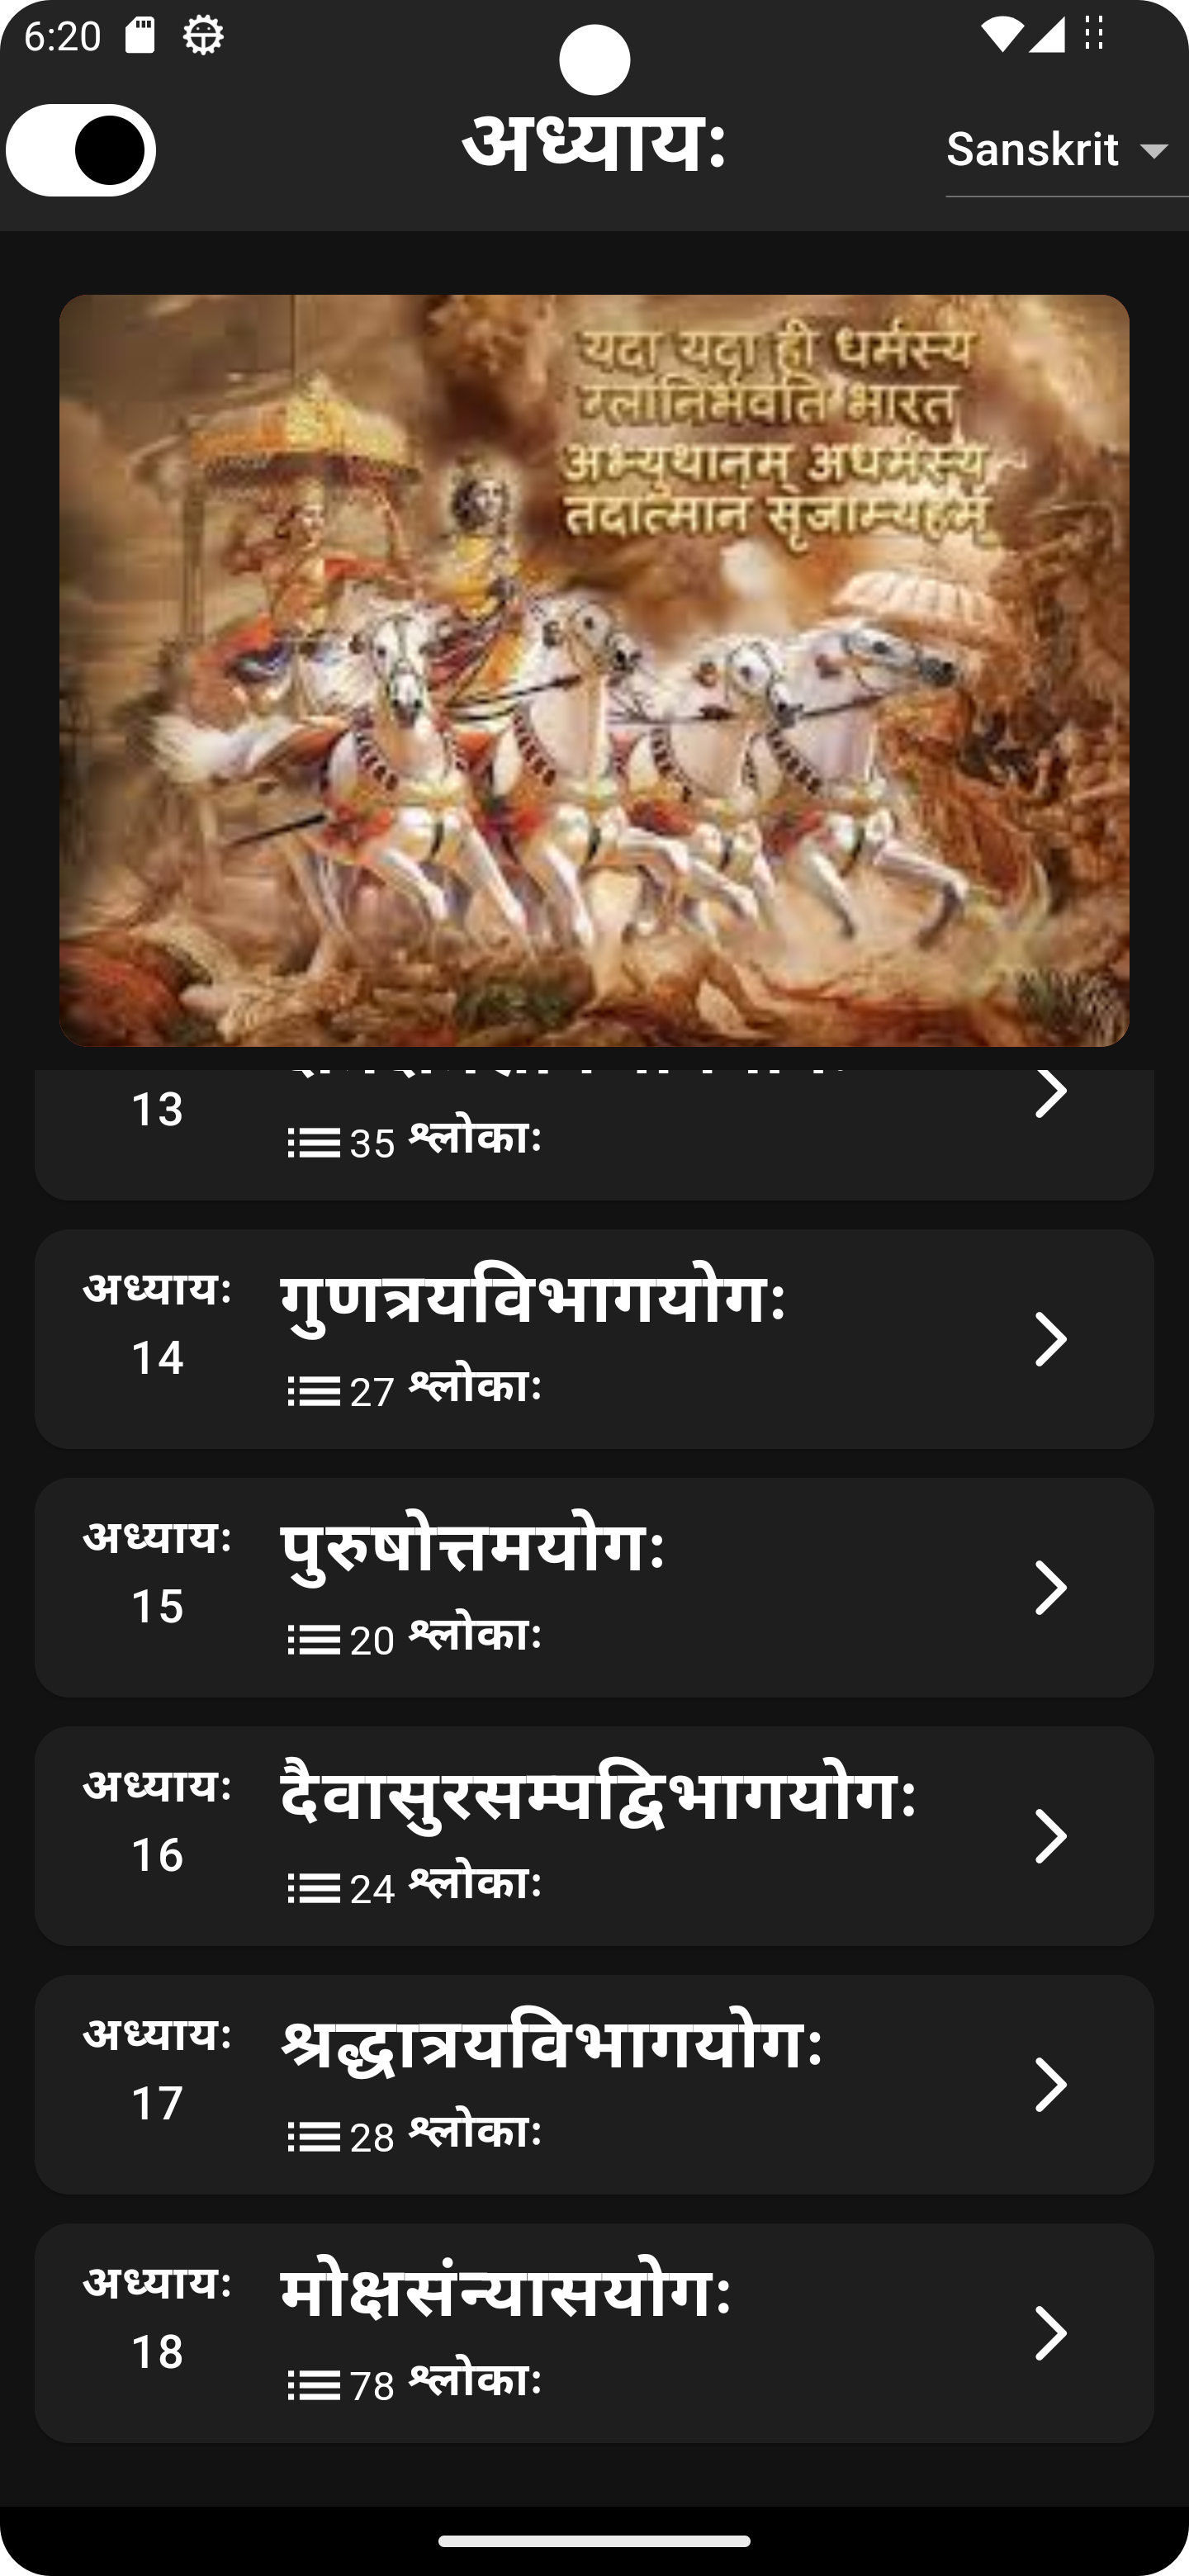 6:20
अध्यायः
Sanskrit
यदा यदा ही धर्मस्य
ग्लानिर्भवति भारत
अभ्युथानम् अधर्मस्य
तदात्मान सृजाम्यहम्
13
35 श्लोकाः
अध्यायः
14
गुणत्रयविभागयोगः
27 श्लोकाः
अध्यायः
15
पुरुषोत्तमयोगः
20 श्लोकाः
अध्यायः
16
दैवासुरसम्पद्विभागयोगः
24 श्लोकाः
अध्यायः
17
श्रद्धात्रयविभागयोगः
28 श्लोकाः
अध्यायः
18
मोक्षसंन्यासयोगः
78 श्लोकाः